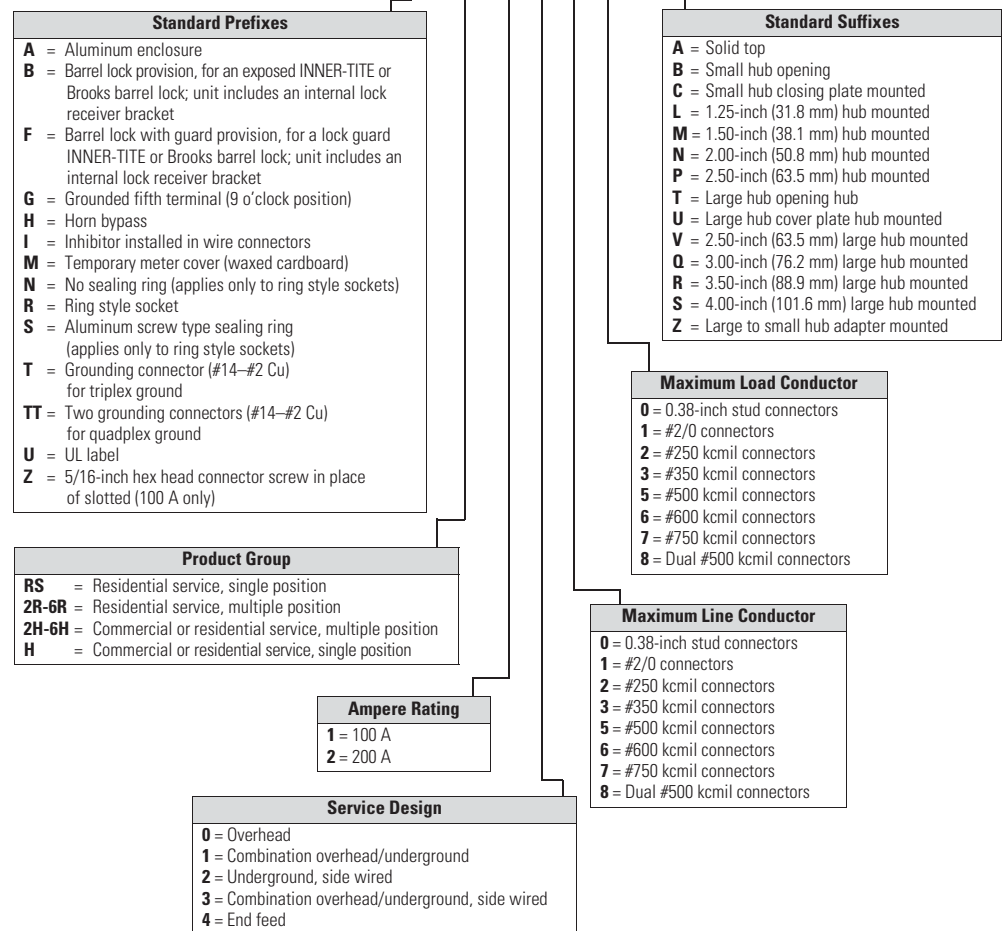 Standard Prefixes
A = Aluminum enclosure
B = Barrel lock provision, for an exposed INNER-TITE or
Brooks barrel lock; unit includes an internal lock
receiver bracket
F = Barrel lock with guard provision, for a lock guard
INNER-TITE or Brooks barrel lock; unit includes an
internal lock receiver bracket
G = Grounded fifth terminal (9 o'clock position)
H = Horn bypass
I = Inhibitor installed in wire connectors
M = Temporary meter cover (waxed cardboard)
N = No sealing ring (applies only to ring style sockets)
R = Ring style socket
S = Aluminum screw type sealing ring
(applies only to ring style sockets)
T = Grounding connector (#14–#2 Cu)
for triplex ground
TT = Two grounding connectors (#14–#2 Cu)
for quadplex ground
U = UL label
Z = 5/16-inch hex head connector screw in place
of slotted (100 A only)
Standard Suffixes
A = Solid top
B = Small hub opening
C = Small hub closing plate mounted
L = 1.25-inch (31.8 mm) hub mounted
M = 1.50-inch (38.1 mm) hub mounted
N = 2.00-inch (50.8 mm) hub mounted
P = 2.50-inch (63.5 mm) hub mounted
T = Large hub opening hub
U = Large hub cover plate hub mounted
V = 2.50-inch (63.5 mm) large hub mounted
Q = 3.00-inch (76.2 mm) large hub mounted
R = 3.50-inch (88.9 mm) large hub mounted
S = 4.00-inch (101.6 mm) large hub mounted
Z = Large to small hub adapter mounted
Maximum Load Conductor
0 = 0.38-inch stud connectors
1 = #2/0 connectors
2 = #250 kcmil connectors
3 = #350 kcmil connectors
5 = #500 kcmil connectors
6 = #600 kcmil connectors
7 = #750 kcmil connectors
8 = Dual #500 kcmil connectors
Product Group
RS = Residential service, single position
2R-6R = Residential service, multiple position
2H-6H = Commercial or residential service, multiple position
H = Commercial or residential service, single position
Maximum Line Conductor
0 = 0.38-inch stud connectors
1 = #2/0 connectors
2 = #250 kcmil connectors
3 = #350 kcmil connectors
5 = #500 kcmil connectors
6 = #600 kcmil connectors
7 = #750 kcmil connectors
8 = Dual #500 kcmil connectors
Ampere Rating
1 = 100 A
2 = 200 A
Service Design
0 = Overhead
1 = Combination overhead/underground
2 = Underground, side wired
3 = Combination overhead/underground, side wired
4 = End feed